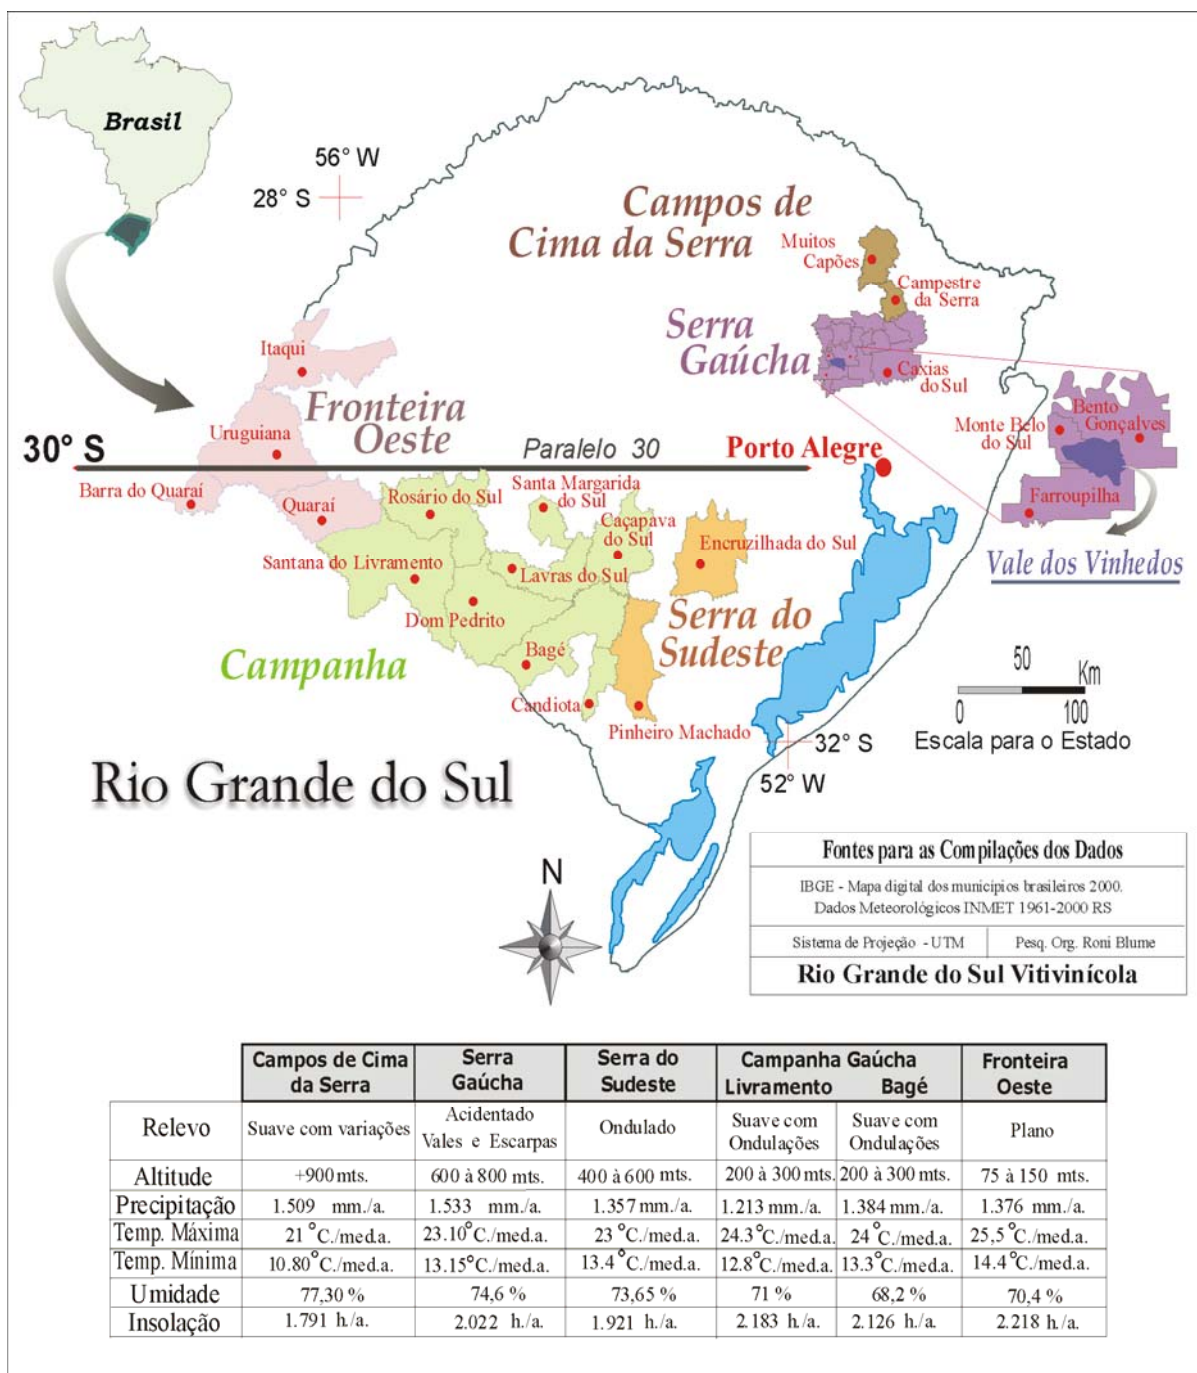 Brasil
56° W
28° S
Campos de
Cima da Serra
Muitos
Capões
Campestre
da Serra
Serra
Gaúcha
Caxias
do Sul
Itaqui
Fronteira
Oeste
Uruguiana
30° S
Paralelo 30
Porto Alegre
Bento
Gonçalves
Monte Belo
do Sul
Farroupilha
Vale dos Vinhedos
Barra do Quaraí
Quaraí
Rosário do Sul
Santa Margarida
do Sul
Caçapava
do Sul
Encruzilhada do Sul
Santana do Livramento
Lavras do Sul
Dom Pedrito
Serra do
Sudeste
Campanha
Bagé
Candiota
Pinheiro Machado
50
Km
0 100
Escala para o Estado
32° S
52° W
Rio Grande do Sul
N
Fontes para as Compilações dos Dados
IBGE - Mapa digital dos municípios brasileiros 2000.
Dados Meteorológicos INMET 1961-2000 RS
Sistema de Projeção - UTM Pesq. Org. Roni Blume
Rio Grande do Sul Vitivinícola
Campos de Cima Serra Serra do Campanha Gaúcha Fronteira
da Serra Gaúcha Sudeste Livramento Bagé Oeste
Relevo Suave com variações Acidentado Vales e Escarpas Ondulado Suave com Ondulações Suave com Ondulações Plano
Altitude +900 mts. 600 à 800 mts. 400 à 600 mts. 200 à 300 mts. 200 à 300 mts. 75 à 150 mts.
Precipitação 1.509 mm./a. 1.533 mm./a. 1.357 mm./a. 1.213 mm./a. 1.384 mm./a. 1.376 mm./a.
Temp. Máxima 21 °C./med.a. 23.10°C./med.a. 23 °C./med.a. 24.3°C./med.a. 24 °C./med.a. 25,5 °C./med.a.
Temp. Mínima 10.80°C./med.a. 13.15°C./med.a. 13.4 °C./med.a. 12.8°C./med.a. 13.3°C./med.a. 14.4°C./med.a.
Umidade 77,30 % 74,6 % 73,65 % 71 % 68,2 % 70,4 %
Insolação 1.791 h./a. 2.022 h./a. 1.921 h./a. 2.183 h./a. 2.126 h./a. 2.218 h./a.